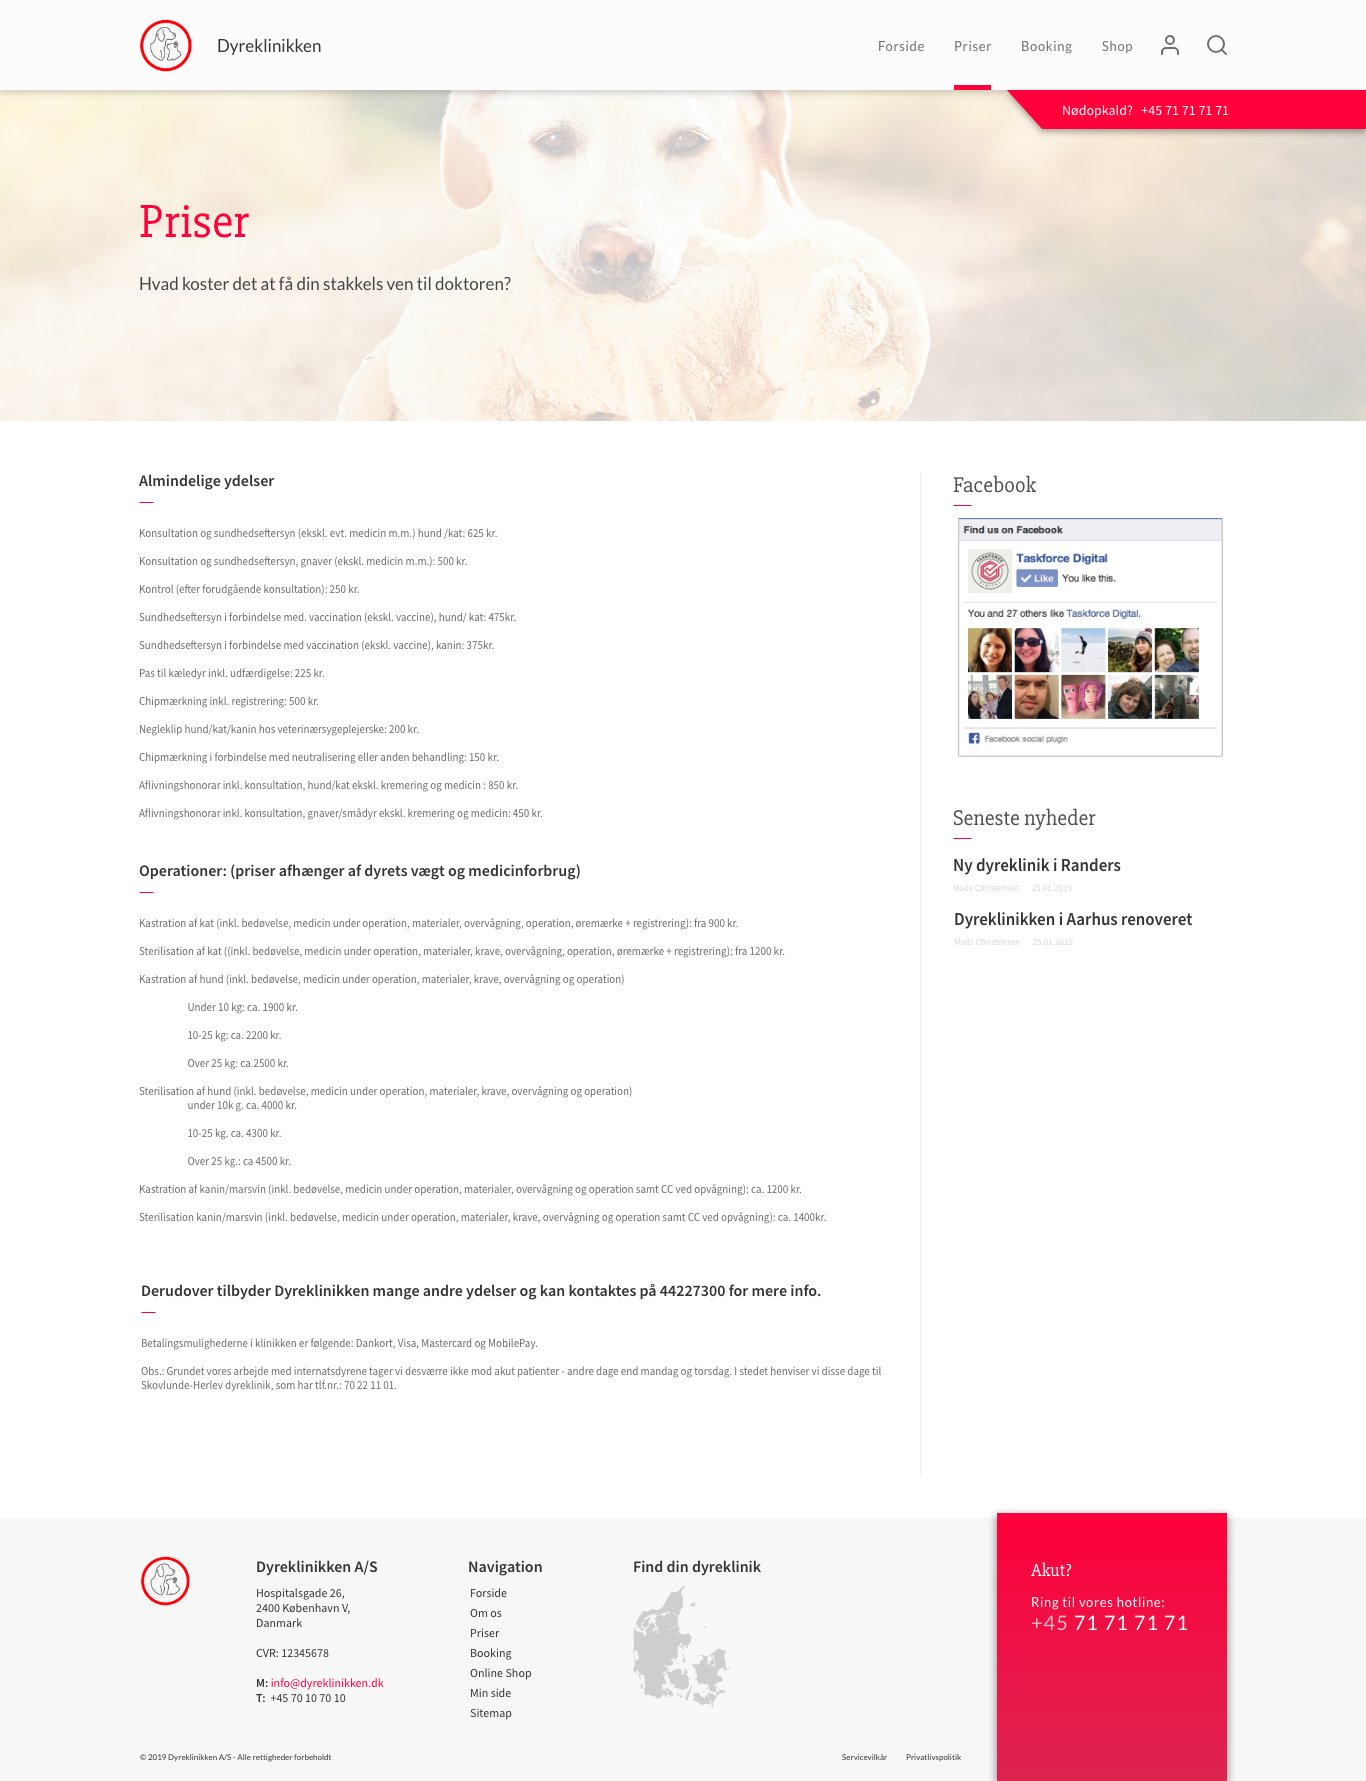 Dyreklinikken
Forside
Priser
Booking
Shop
Nødopkald? +45 71 71 71 71
Priser
Hvad koster det at få din stakkels ven til doktoren?
Almindelige ydelser
Konsultation og sundhedseftersyn (ekskl. evt. medicin m.m.) hund /kat: 625 kr.
Konsultation og sundhedseftersyn, gnaver (ekskl. medicin m.m.): 500 kr.
Kontrol (efter forudgående konsultation): 250 kr.
Sundhedseftersyn i forbindelse med. vaccination (ekskl. vaccine), hund/ kat: 475kr.
Sundhedseftersyn i forbindelse med vaccination (ekskl. vaccine), kanin: 375kr.
Pas til kæledyr inkl. udfærdigelse: 225 kr.
Chipmærkning inkl. registrering: 500 kr.
Negleklip hund/kat/kanin hos veterinærsygeplejerske: 200 kr.
Chipmærkning i forbindelse med neutralisering eller anden behandling: 150 kr.
Aflivningshonorar inkl. konsultation, hund/kat ekskl. kremering og medicin : 850 kr.
Aflivningshonorar inkl. konsultation, gnaver/smådyr ekskl. kremering og medicin: 450 kr.
Operationer: (priser afhænger af dyrets vægt og medicinforbrug)
Kastration af kat (inkl. bedøvelse, medicin under operation, materialer, overvågning, operation, øremærke + registrering): fra 900 kr.
Sterilisation af kat ((inkl. bedøvelse, medicin under operation, materialer, krave, overvågning, operation, øremærke + registrering): fra 1200 kr.
Kastration af hund (inkl. bedøvelse, medicin under operation, materialer, krave, overvågning og operation)
Under 10 kg: ca. 1900 kr.
10-25 kg: ca. 2200 kr.
Over 25 kg: ca.2500 kr.
Sterilisation af hund (inkl. bedøvelse, medicin under operation, materialer, krave, overvågning og operation)
under 10k g. ca. 4000 kr.
10-25 kg. ca. 4300 kr.
Over 25 kg.: ca 4500 kr.
Kastration af kanin/marsvin (inkl. bedøvelse, medicin under operation, materialer, overvågning og operation samt CC ved opvågning): ca. 1200 kr.
Sterilisation kanin/marsvin (inkl. bedøvelse, medicin under operation, materialer, krave, overvågning og operation samt CC ved opvågning): ca. 1400kr.
Derudover tilbyder Dyreklinikken mange andre ydelser og kan kontaktes på 44227300 for mere info.
Betalingsmulighederne i klinikken er følgende: Dankort, Visa, Mastercard og MobilePay.
Obs.: Grundet vores arbejde med internatsdyrene tager vi desværre ikke mod akut patienter - andre dage end mandag og torsdag. I stedet henviser vi disse dage til
Skovlunde-Herlev dyreklinik, som har tlf.nr.: 70 22 11 01.
Facebook
Find us on Facebook
Taskforce Digital
Like You like this.
You and 27 others like Taskforce Digital.
Facebook social plugin
Seneste nyheder
Ny dyreklinik i Randers
Mads Christensen 25.01.2019
Dyreklinikken i Aarhus renoveret
Mads Christensen 25.01.2019
Dyreklinikken A/S
Hospitalsgade 26,
2400 København V,
Danmark
CVR: 12345678
M: info@dyreklinikken.dk
T: +45 70 10 70 10
Navigation
Forside
Om os
Priser
Booking
Online Shop
Min side
Sitemap
Find din dyreklinik
Akut?
Ring til vores hotline:
+45 71 71 71 71
© 2019 Dyreklinikken A/S - Alle rettigheder forbeholdt
Servicevilkår
Privatlivspolitik